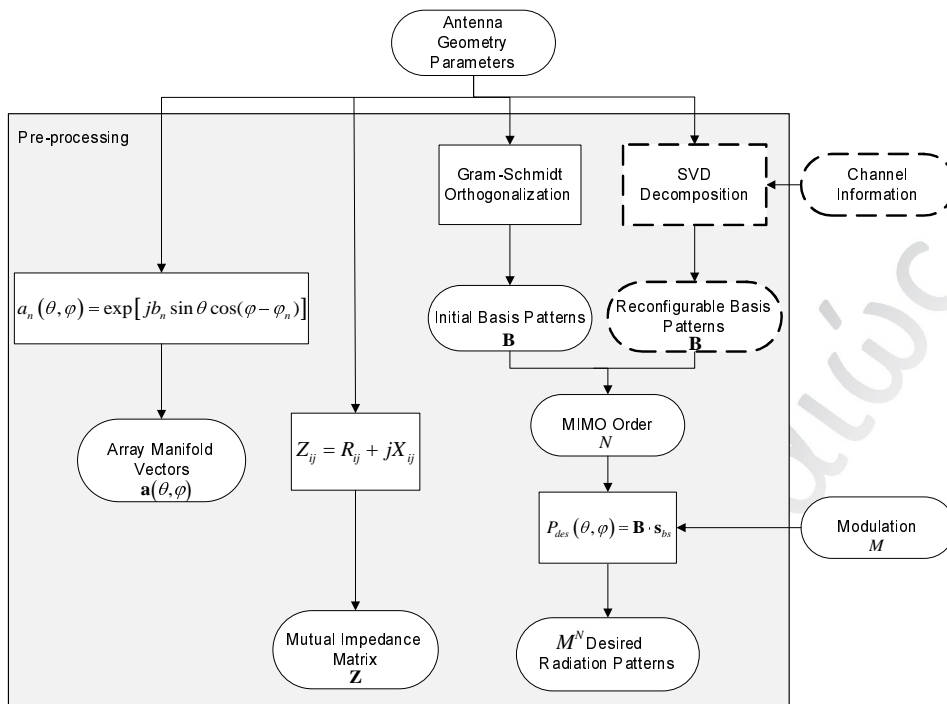 Antenna
Geometry
Parameters
Pre-processing
Gram-Schmidt
Orthogonalization
SVD
Decomposition
Channel
Information
a_n(θ,φ) = exp[jb_n sin θ cos(φ − φ_n)]
Initial Basis Patterns
B
Reconfigurable Basis
Patterns
B
Array Manifold
Vectors
a(θ,φ)
Z_ij = R_ij + jX_ij
MIMO Order
N
P_des(θ,φ) = B · s_bs
Modulation
M
Mutual Impedance
Matrix
Z
M^N Desired
Radiation Patterns